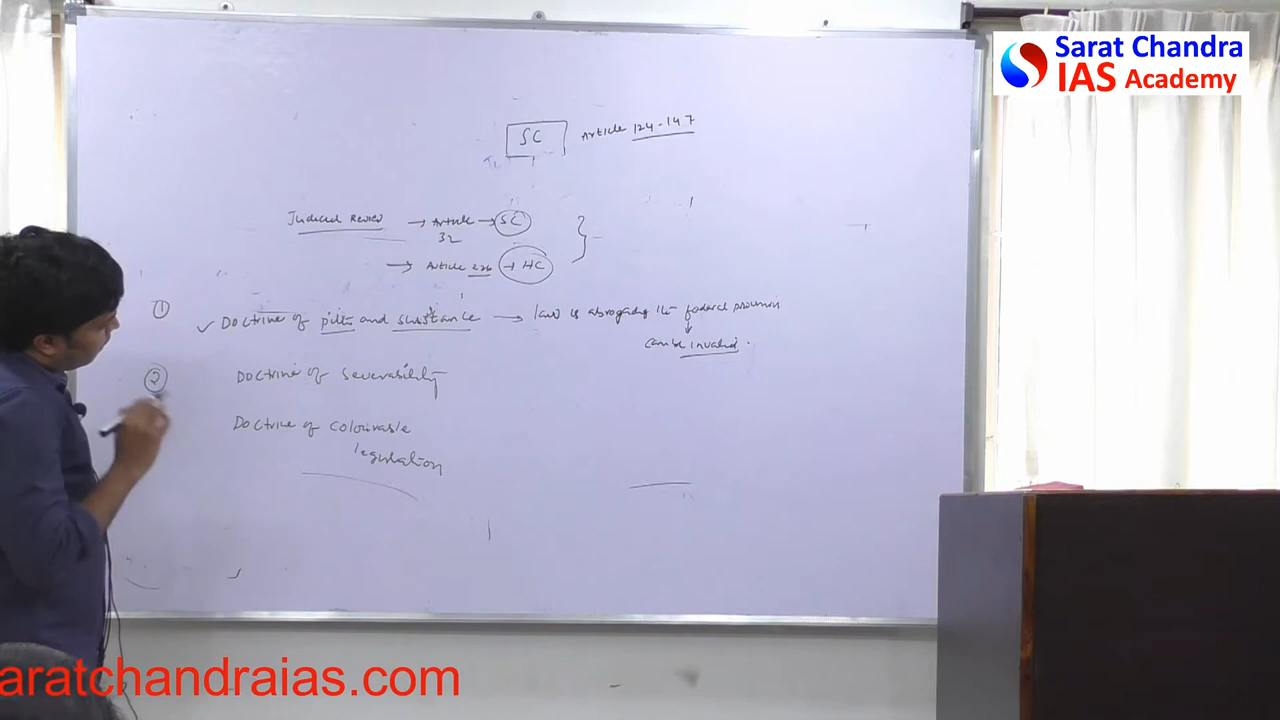 Sarat Chandra
IAS Academy
SC Article 124-147
Judicial Review → Article → SC
32
→ Article 226 → HC
① ✓ Doctrine of pith and substance → law is abrogating the federal provision
can be invalid.
② Doctrine of severability
Doctrine of colourable
legislation
aratchandraias.com